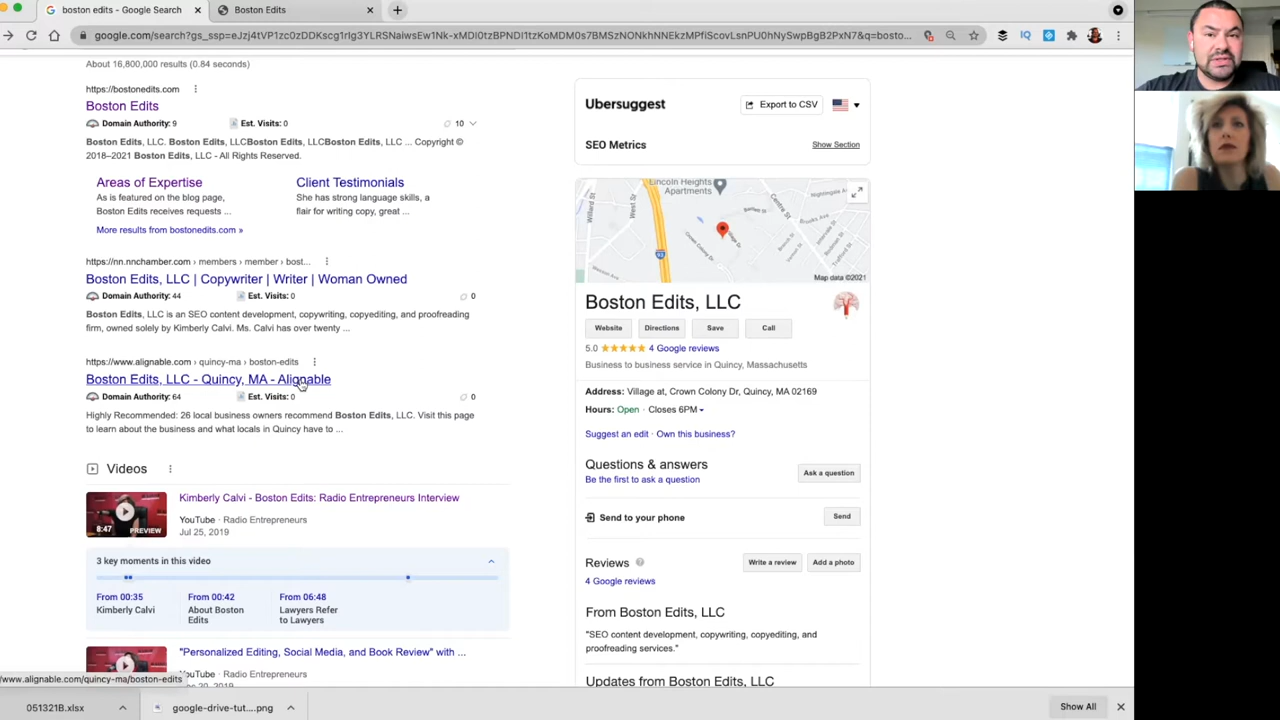 boston edits - Google Search
Boston Edits
google.com/search?gs_ssp=
About 16,800,000 results (0.84 seconds)
https://bostonedits.com
Boston Edits
Domain Authority: 9 Est. Visits: 0 10
Boston Edits, LLC. Boston Edits, LLCBoston Edits, LLCBoston Edits, LLC ... Copyright ©
2018–2021 Boston Edits, LLC - All Rights Reserved.
Areas of Expertise
As is featured on the blog page,
Boston Edits receives requests ...
Client Testimonials
She has strong language skills, a
flair for writing copy, great ...
More results from bostonedits.com »
https://nn.nnchamber.com › members › member › bost...
Boston Edits, LLC | Copywriter | Writer | Woman Owned
Domain Authority: 44 Est. Visits: 0 0
Boston Edits, LLC is an SEO content development, copywriting, copyediting, and proofreading
firm, owned solely by Kimberly Calvi. Ms. Calvi has over twenty ...
https://www.alignable.com › quincy-ma › boston-edits
Boston Edits, LLC - Quincy, MA - Alignable
Domain Authority: 64 Est. Visits: 0 0
Highly Recommended: 26 local business owners recommend Boston Edits, LLC. Visit this page
to learn about the business and what locals in Quincy have to ...
Videos
Kimberly Calvi - Boston Edits: Radio Entrepreneurs Interview
8:47
PREVIEW
YouTube · Radio Entrepreneurs
Jul 25, 2019
3 key moments in this video
From 00:35
Kimberly Calvi
From 00:42
About Boston
Edits
From 06:48
Lawyers Refer
to Lawyers
"Personalized Editing, Social Media, and Book Review" with ...
YouTube · Radio Entrepreneurs
www.alignable.com/quincy-ma/boston-edits
Ubersuggest
Export to CSV
SEO Metrics
Show Section
Lincoln Heights
Apartments
Willard St
West St
Centre St
Map data ©2021
Boston Edits, LLC
Website
Directions
Save
Call
5.0 4 Google reviews
Business to business service in Quincy, Massachusetts
Address: Village at, Crown Colony Dr, Quincy, MA 02169
Hours: Open · Closes 6PM
Suggest an edit · Own this business?
Questions & answers
Be the first to ask a question
Ask a question
Send to your phone
Send
Reviews
Write a review
Add a photo
4 Google reviews
From Boston Edits, LLC
"SEO content development, copywriting, copyediting, and
proofreading services."
Updates from Boston Edits, LLC
051321B.xlsx
google-drive-tut....png
Show All